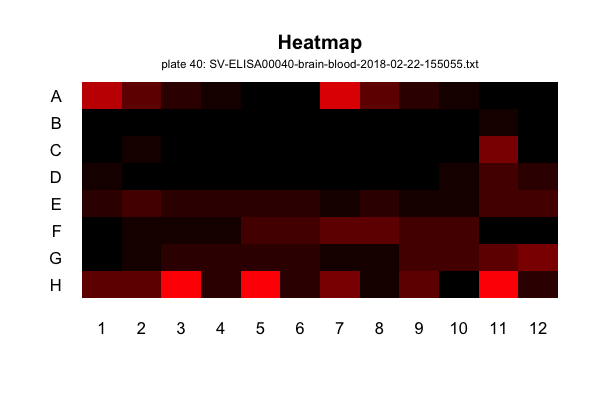 Heatmap
plate 40: SV-ELISA00040-brain-blood-2018-02-22-155055.txt
A
B
C
D
E
F
G
H
1 2 3 4 5 6 7 8 9 10 11 12